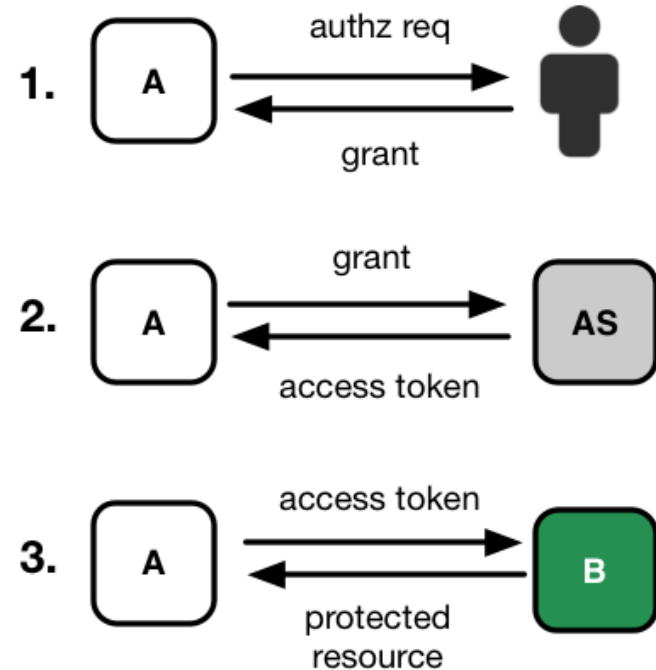 authz req
1.
A
grant
grant
2.
A
AS
access token
access token
3.
A
B
protected
resource